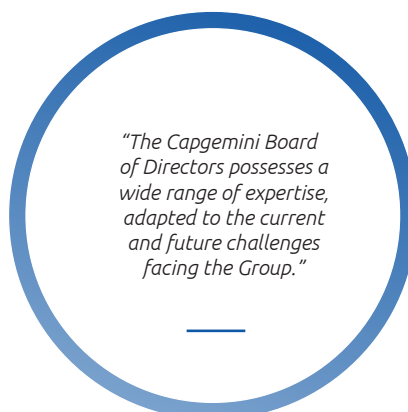 “The Capgemini Board
of Directors possesses a
wide range of expertise,
adapted to the current
and future challenges
facing the Group.”